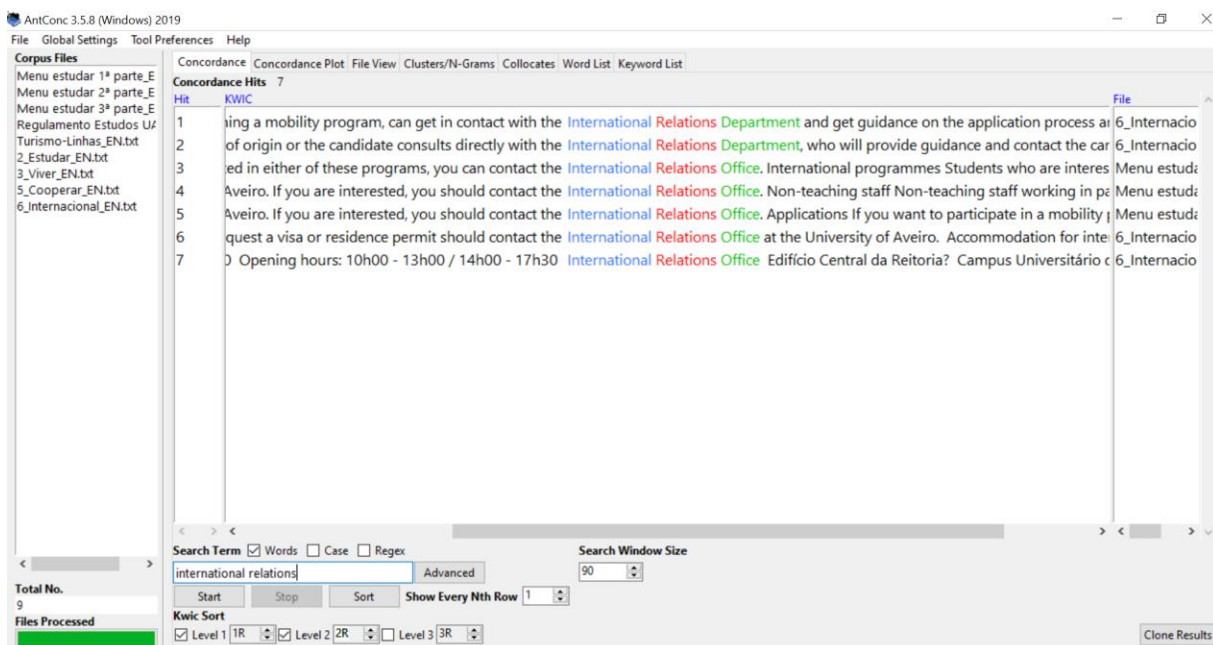 AntConc 3.5.8 (Windows) 2019
File Global Settings Tool Preferences Help
Corpus Files
Menu estudar 1ª parte_E
Menu estudar 2ª parte_E
Menu estudar 3ª parte_E
Regulamento Estudos UA
Turismo-Linhas_EN.txt
2_Estudar_EN.txt
3_Viver_EN.txt
5_Cooperar_EN.txt
6_Internacional_EN.txt
Total No.
9
Files Processed
Concordance Concordance Plot File View Clusters/N-Grams Collocates Word List Keyword List
Concordance Hits 7
Hit KWIC File
1 ning a mobility program, can get in contact with the International Relations Department and get guidance on the application process ar 6_Internacio
2 of origin or the candidate consults directly with the International Relations Department, who will provide guidance and contact the car 6_Internacio
3 ted in either of these programs, you can contact the International Relations Office. International programmes Students who are interes Menu estuda
4 Aveiro. If you are interested, you should contact the International Relations Office. Non-teaching staff Non-teaching staff working in pa Menu estuda
5 Aveiro. If you are interested, you should contact the International Relations Office. Applications If you want to participate in a mobility p Menu estuda
6 quest a visa or residence permit should contact the International Relations Office at the University of Aveiro. Accommodation for inte 6_Internacio
7 0 Opening hours: 10h00 - 13h00 / 14h00 - 17h30 International Relations Office Edifício Central da Reitoria? Campus Universitário d 6_Internacio
Search Term Words Case Regex Search Window Size
international relations Advanced 90
Start Stop Sort Show Every Nth Row 1
Kwic Sort
Level 1 1R Level 2 2R Level 3 3R Clone Results